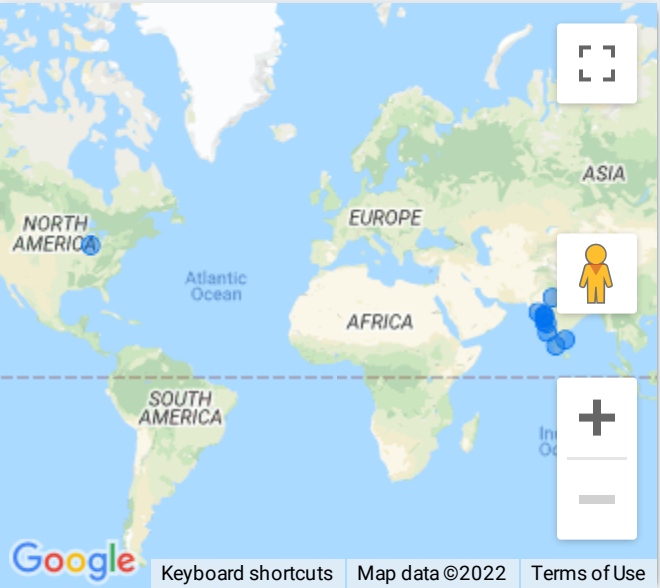 ASIA
NORTH
AMERICA
EUROPE
Atlantic
Ocean
AFRICA
SOUTH
AMERICA
Google
Keyboard shortcuts
Map data ©2022
Terms of Use